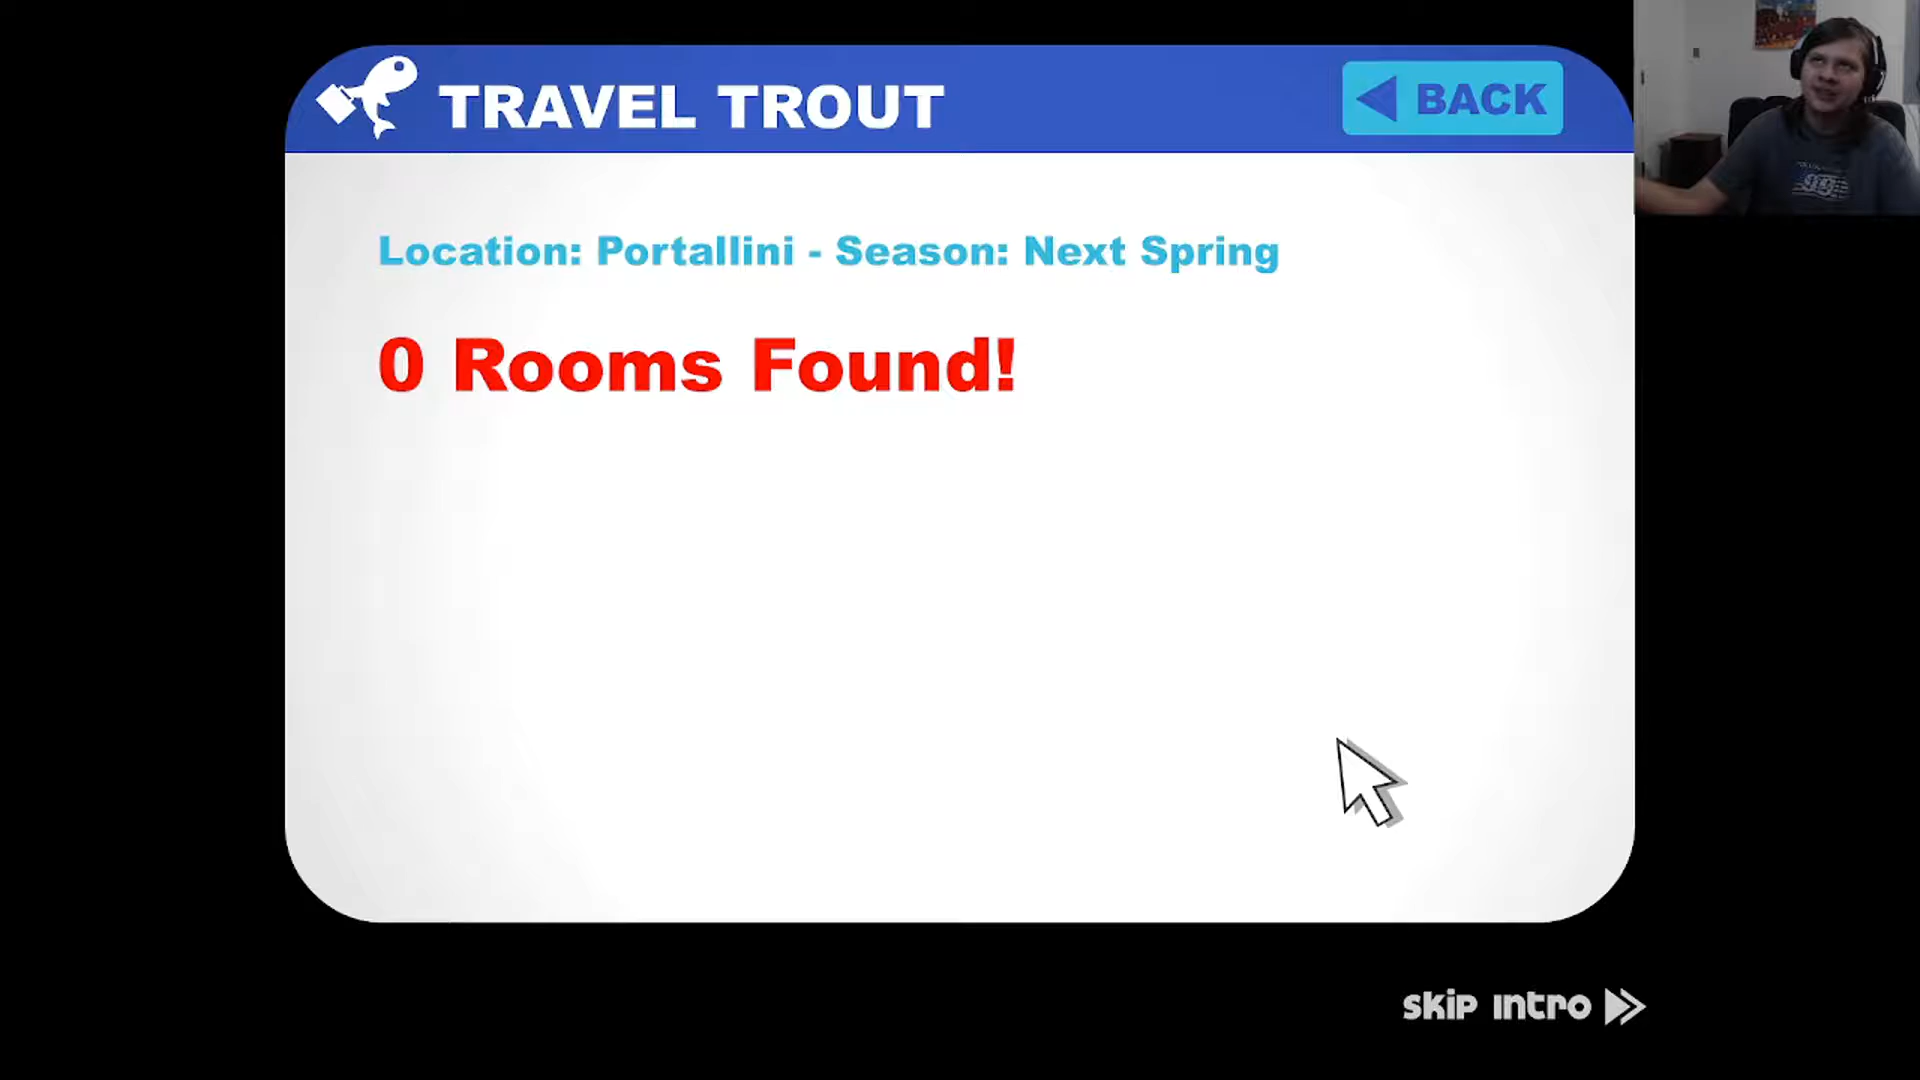 TRAVEL TROUT
BACK
Location: Portallini - Season: Next Spring
0 Rooms Found!
skip intro